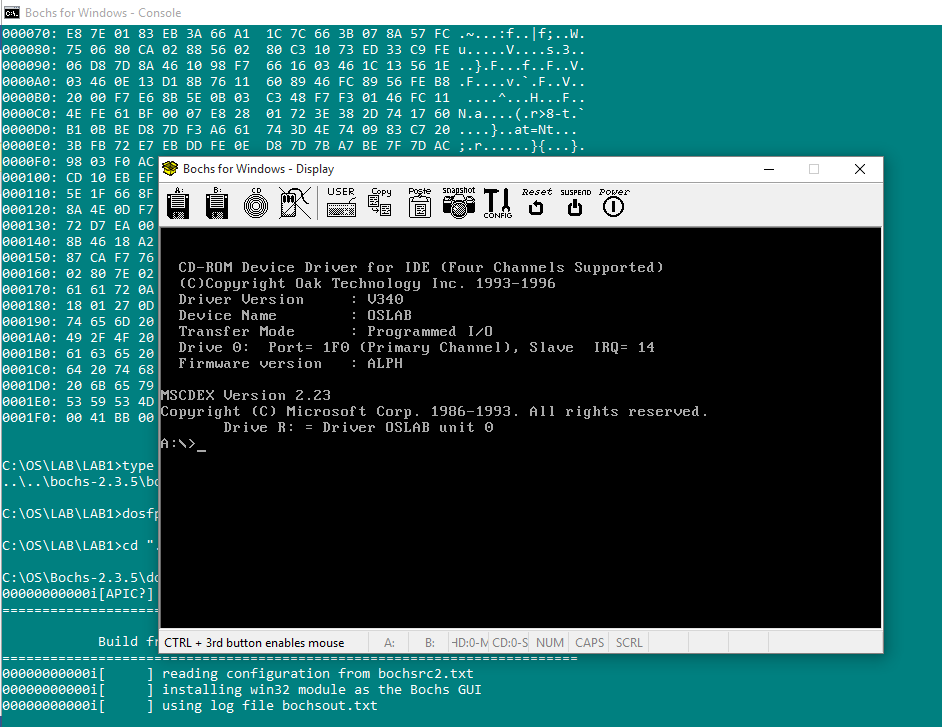 Bochs for Windows - Console
000070: E8 7E 01 83 EB 3A 66 A1 1C 7C 66 3B 07 8A 57 FC .~...:f..|f;..W.
000080: 75 06 80 CA 02 88 56 02 80 C3 10 73 ED 33 C9 FE u.....V....s.3..
000090: 06 D8 7D 8A 46 10 98 F7 66 16 03 46 1C 13 56 1E ..}.F...f..F..V.
0000A0: 03 46 0E 13 D1 8B 76 11 60 89 46 FC 89 56 FE B8 .F....v.`.F..V..
0000B0: 20 00 F7 E6 8B 5E 0B 03 C3 48 F7 F3 01 46 FC 11 ....^...H...F..
0000C0: 4E FE 61 BF 00 07 E8 28 01 72 3E 38 2D 74 17 60 N.a....(.r>8-t.`
0000D0: B1 0B BE D8 7D F3 A6 61 74 3D 4E 74 09 83 C7 20 ....}..at=Nt...
0000E0: 3B FB 72 E7 EB DD FE 0E D8 7D 7B A7 BE 7F 7D AC ;.r......}{...}.
0000F0: 98 03 F0 AC
000100: CD 10 EB EF
000110: 5E 1F 66 8F
000120: 8A 4E 0D F7
000130: 72 D7 EA 00
000140: 8B 46 18 A2
000150: 87 CA F7 76
000160: 02 80 7E 02
000170: 61 61 72 0A
000180: 18 01 27 0D
000190: 74 65 6D 20
0001A0: 49 2F 4F 20
0001B0: 61 63 65 20
0001C0: 64 20 74 68
0001D0: 20 6B 65 79
0001E0: 53 59 53 4D
0001F0: 00 41 BB 00
C:\OS\LAB\LAB1>type
..\..\bochs-2.3.5\bo
C:\OS\LAB\LAB1>dosfp
C:\OS\LAB\LAB1>cd ".
C:\OS\Bochs-2.3.5\do
00000000000i[APIC?]
========================
Build fr
========================================================================
00000000000i[     ] reading configuration from bochsrc2.txt
00000000000i[     ] installing win32 module as the Bochs GUI
00000000000i[     ] using log file bochsout.txt
Bochs for Windows - Display
A: B: CD USER Copy Paste snapshot CONFIG Reset SUSPEND Power
CD-ROM Device Driver for IDE (Four Channels Supported)
(C)Copyright Oak Technology Inc. 1993-1996
Driver Version : V340
Device Name : OSLAB
Transfer Mode : Programmed I/O
Drive 0: Port= 1F0 (Primary Channel), Slave IRQ= 14
Firmware version : ALPH
MSCDEX Version 2.23
Copyright (C) Microsoft Corp. 1986-1993. All rights reserved.
Drive R: = Driver OSLAB unit 0
A:\>_
CTRL + 3rd button enables mouse A: B: HD:0-M CD:0-S NUM CAPS SCRL